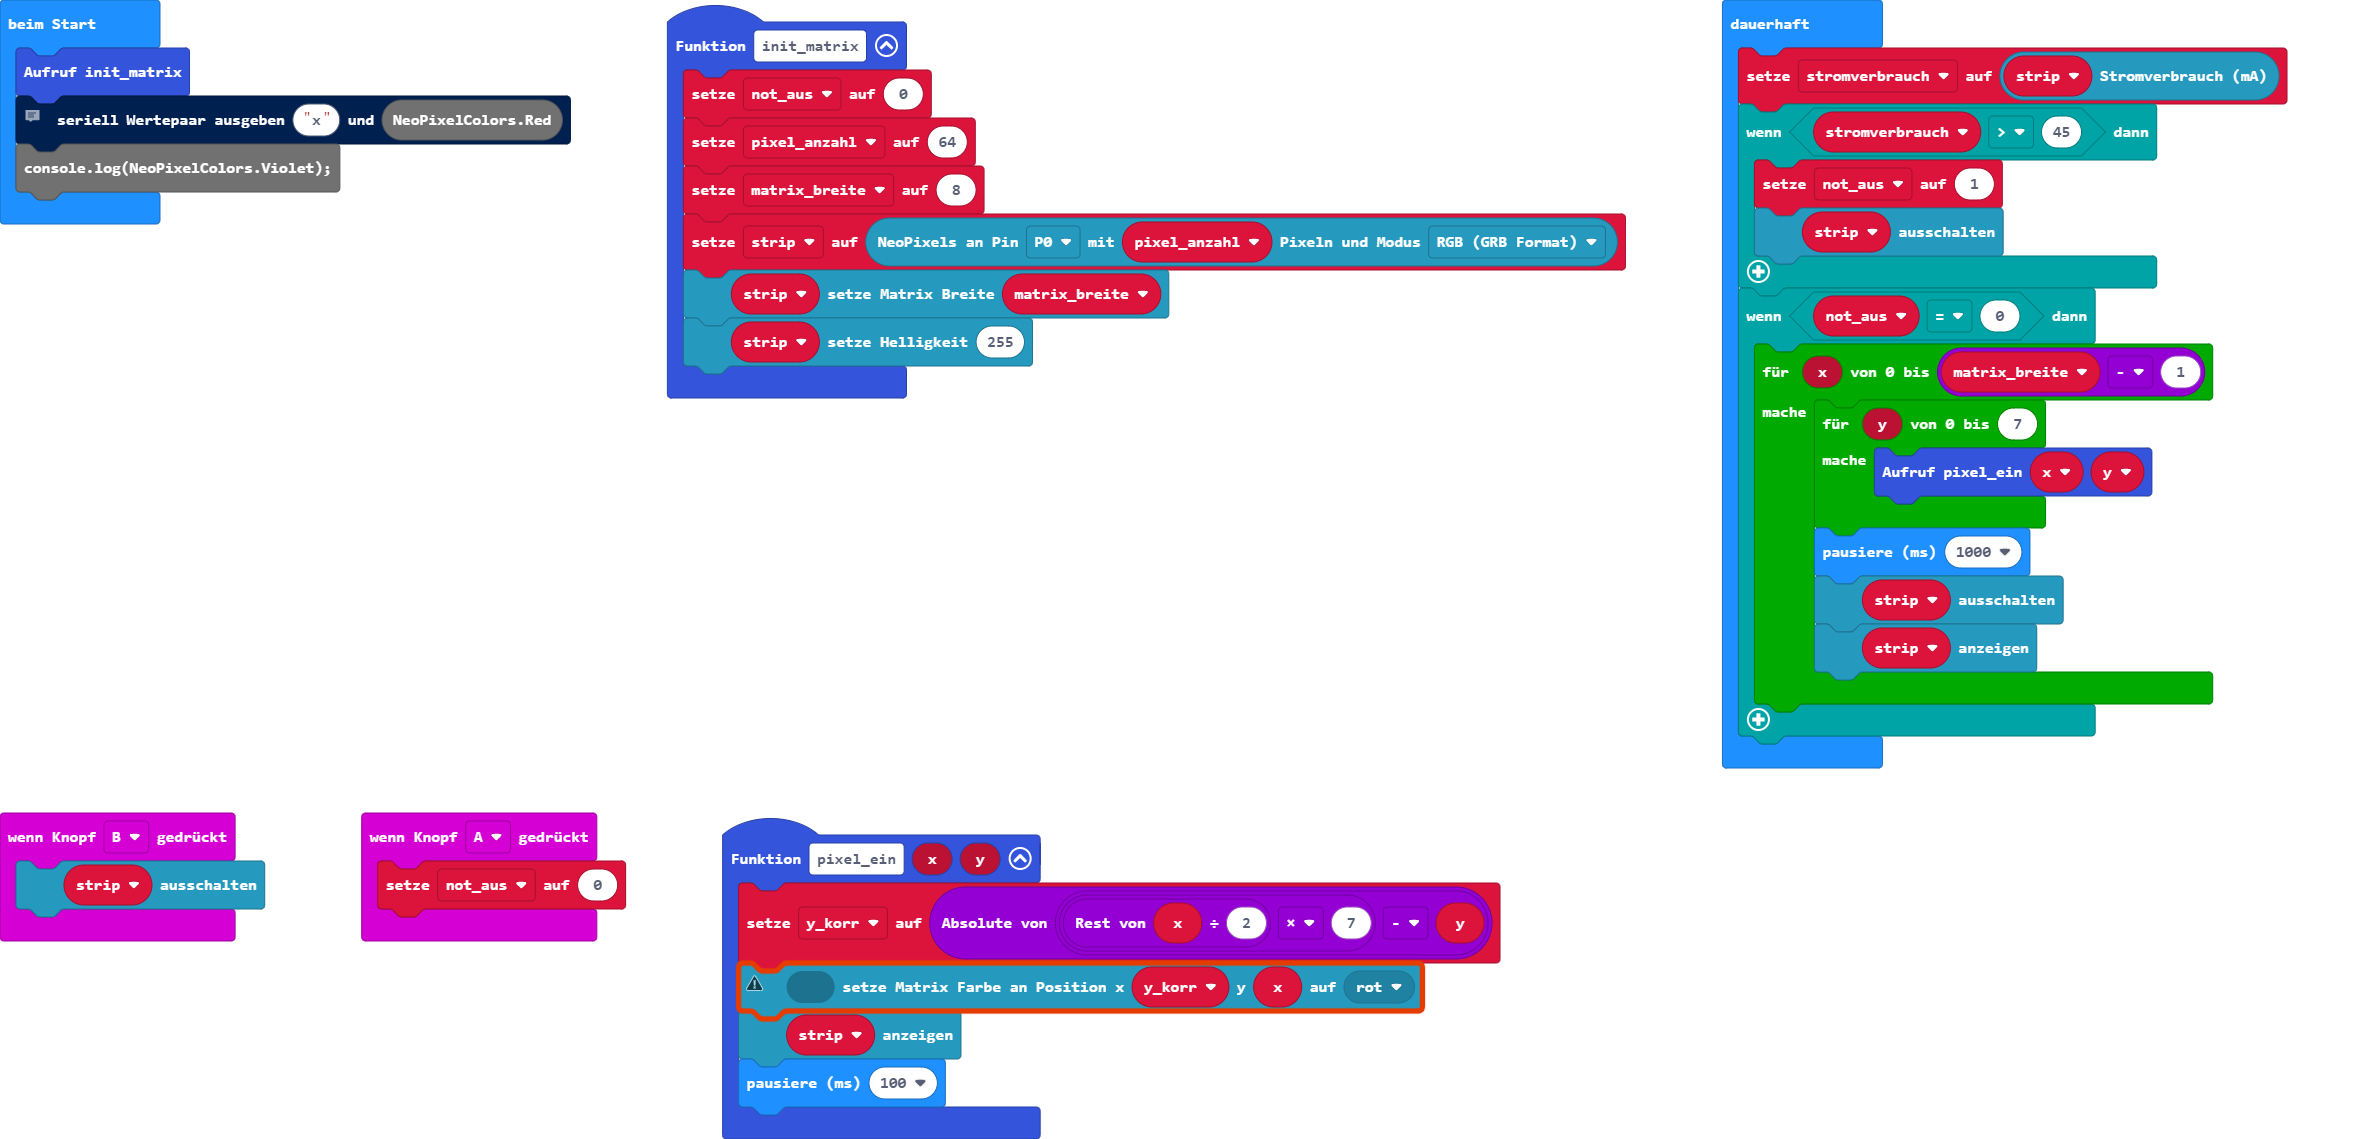 beim Start
Aufruf init_matrix
seriell Wertepaar ausgeben "x" und NeoPixelColors.Red
console.log(NeoPixelColors.Violet);
Funktion init_matrix
setze not_aus auf 0
setze pixel_anzahl auf 64
setze matrix_breite auf 8
setze strip auf NeoPixels an Pin P0 mit pixel_anzahl Pixeln und Modus RGB (GRB Format)
strip setze Matrix Breite matrix_breite
strip setze Helligkeit 255
dauerhaft
setze stromverbrauch auf strip Stromverbrauch (mA)
wenn stromverbrauch > 45 dann
setze not_aus auf 1
strip ausschalten
wenn not_aus = 0 dann
für x von 0 bis matrix_breite - 1
mache
für y von 0 bis 7
mache Aufruf pixel_ein x y
pausiere (ms) 1000
strip ausschalten
strip anzeigen
wenn Knopf B gedrückt
strip ausschalten
wenn Knopf A gedrückt
setze not_aus auf 0
Funktion pixel_ein x y
setze y_korr auf Absolute von Rest von x ÷ 2 × 7 - y
setze Matrix Farbe an Position x y_korr y x auf rot
strip anzeigen
pausiere (ms) 100